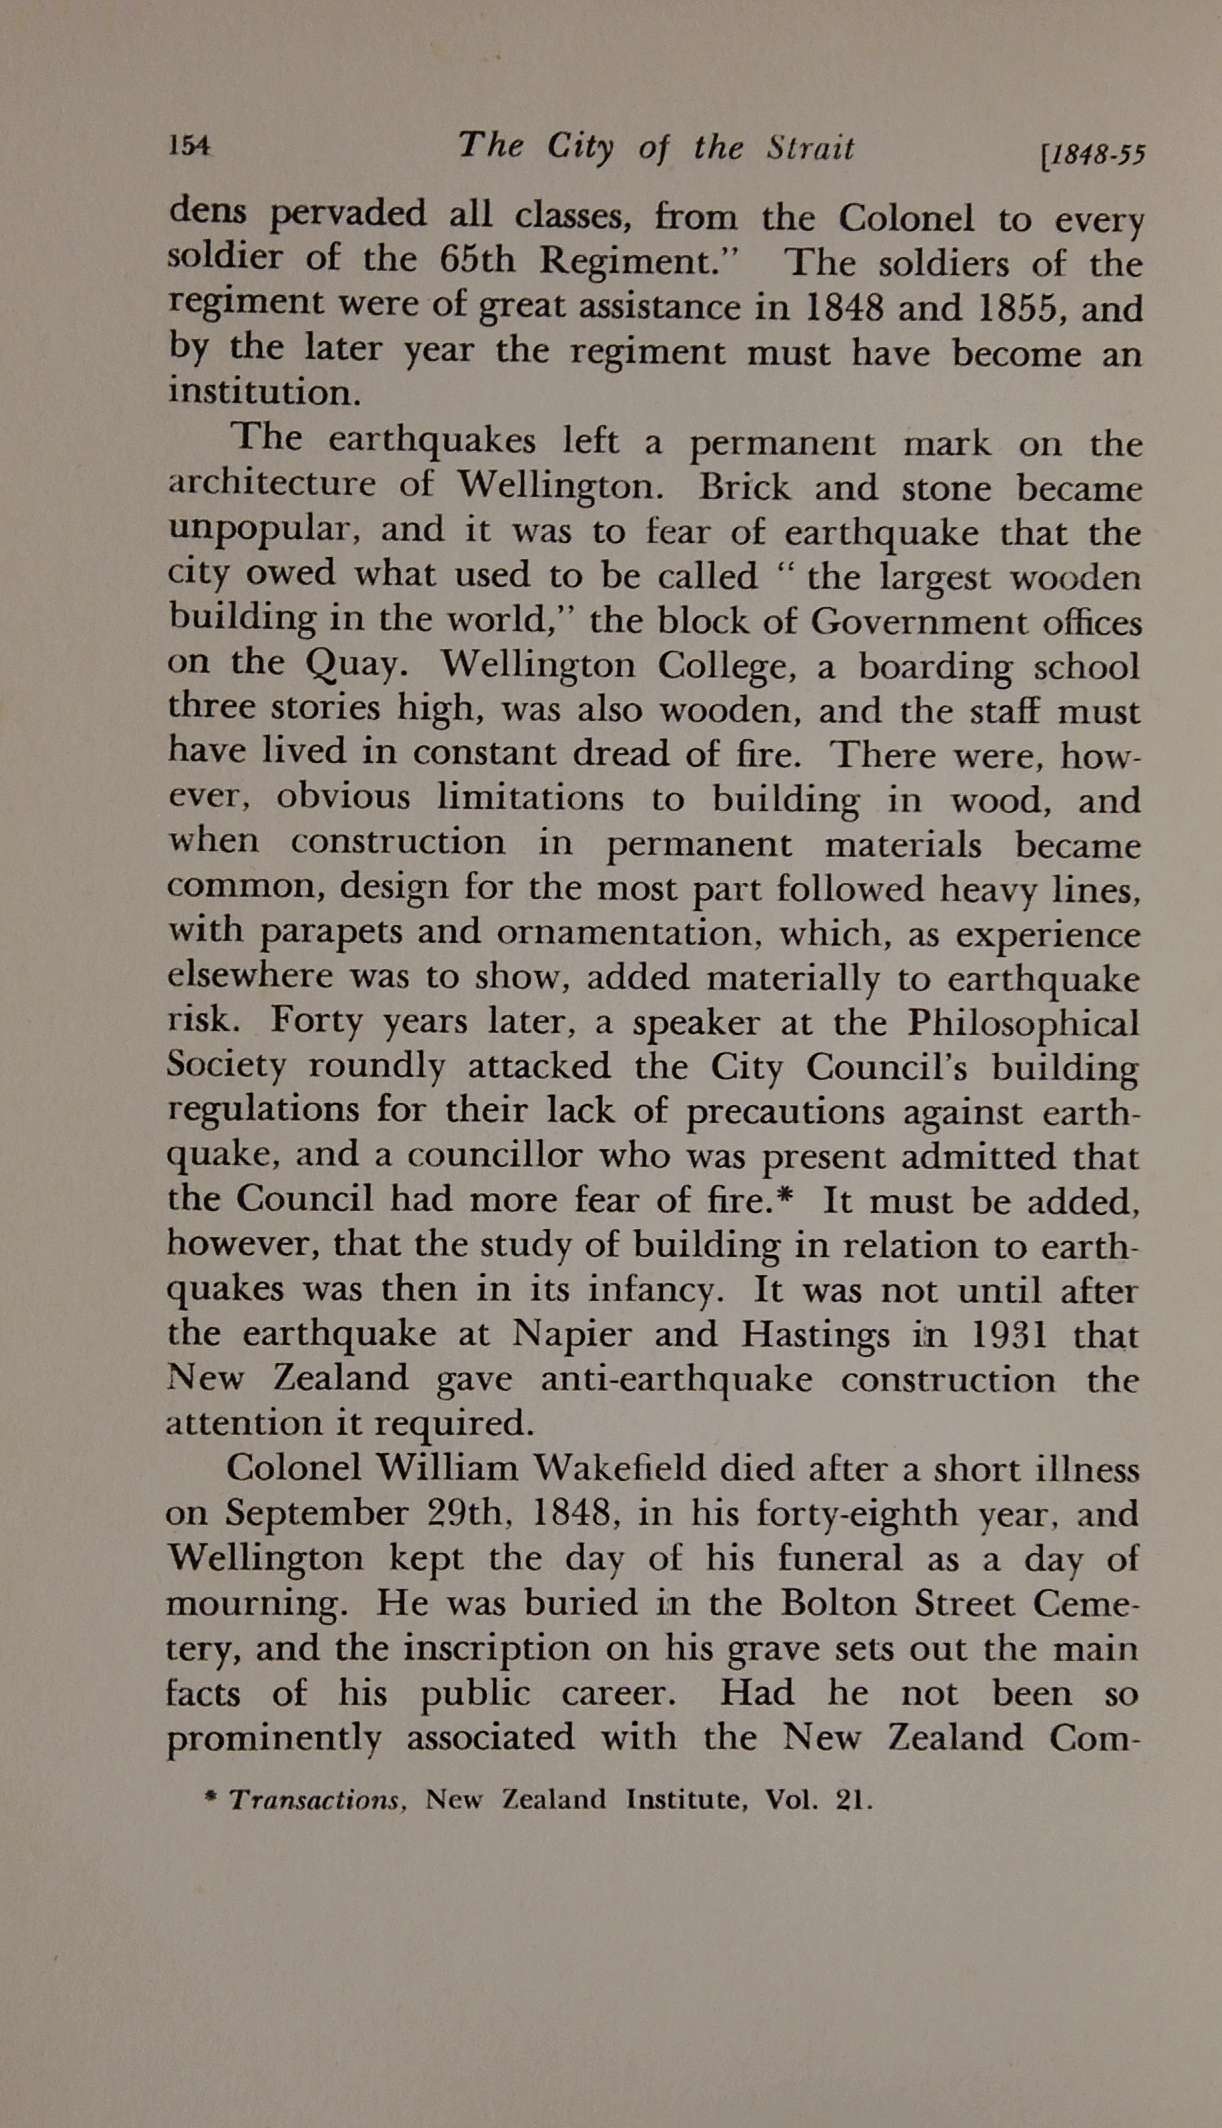 154 The City of the Strait [1848-55
dens pervaded all classes, from the Colonel to every
soldier of the 65th Regiment.” The soldiers of the
regiment were of great assistance in 1848 and 1855, and
by the later year the regiment must have become an
institution.
The earthquakes left a permanent mark on the
architecture of Wellington. Brick and stone became
unpopular, and it was to fear of earthquake that the
city owed what used to be called “ the largest wooden
building in the world,” the block of Government offices
on the Quay. Wellington College, a boarding school
three stories high, was also wooden, and the staff must
have lived in constant dread of fire. There were, how-
ever, obvious limitations to building in wood, and
when construction in permanent materials became
common, design for the most part followed heavy lines,
with parapets and ornamentation, which, as experience
elsewhere was to show, added materially to earthquake
risk. Forty years later, a speaker at the Philosophical
Society roundly attacked the City Council's building
regulations for their lack of precautions against earth-
quake, and a councillor who was present admitted that
the Council had more fear of fire.* It must be added,
however, that the study of building in relation to earth-
quakes was then in its infancy. It was not until after
the earthquake at Napier and Hastings in 1931 that
New Zealand gave anti-earthquake construction the
attention it required.
Colonel William Wakefield died after a short illness
on September 29th, 1848, in his forty-eighth year, and
Wellington kept the day of his funeral as a day of
mourning. He was buried in the Bolton Street Ceme-
tery, and the inscription on his grave sets out the main
facts of his public career. Had he not been so
prominently associated with the New Zealand Com-
* Transactions, New Zealand Institute, Vol. 21.